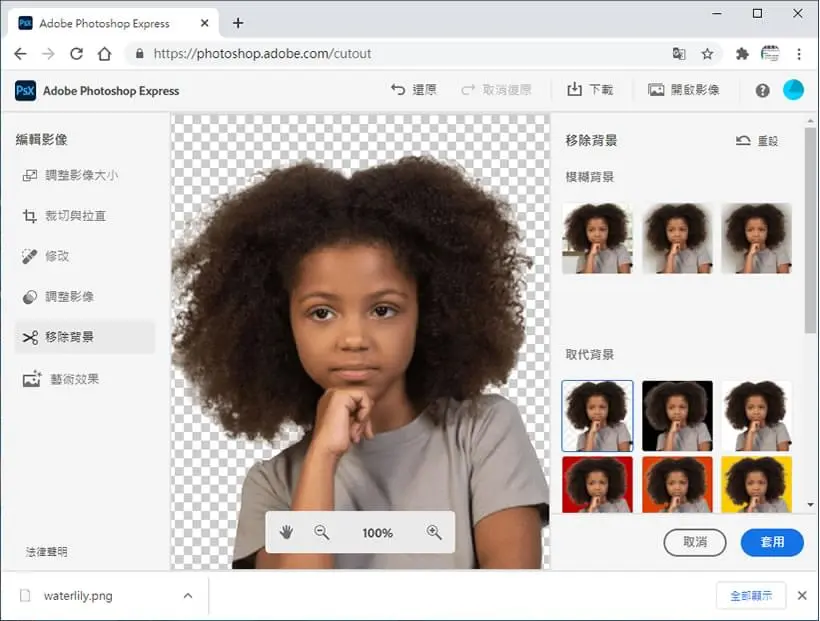 Adobe Photoshop Express
https://photoshop.adobe.com/cutout
PsX Adobe Photoshop Express
還原
取消復原
下載
開啟影像
編輯影像
調整影像大小
裁切與拉直
修改
調整影像
移除背景
藝術效果
法律聲明
100%
移除背景
重設
模糊背景
取代背景
取消
套用
waterlily.png
全部顯示